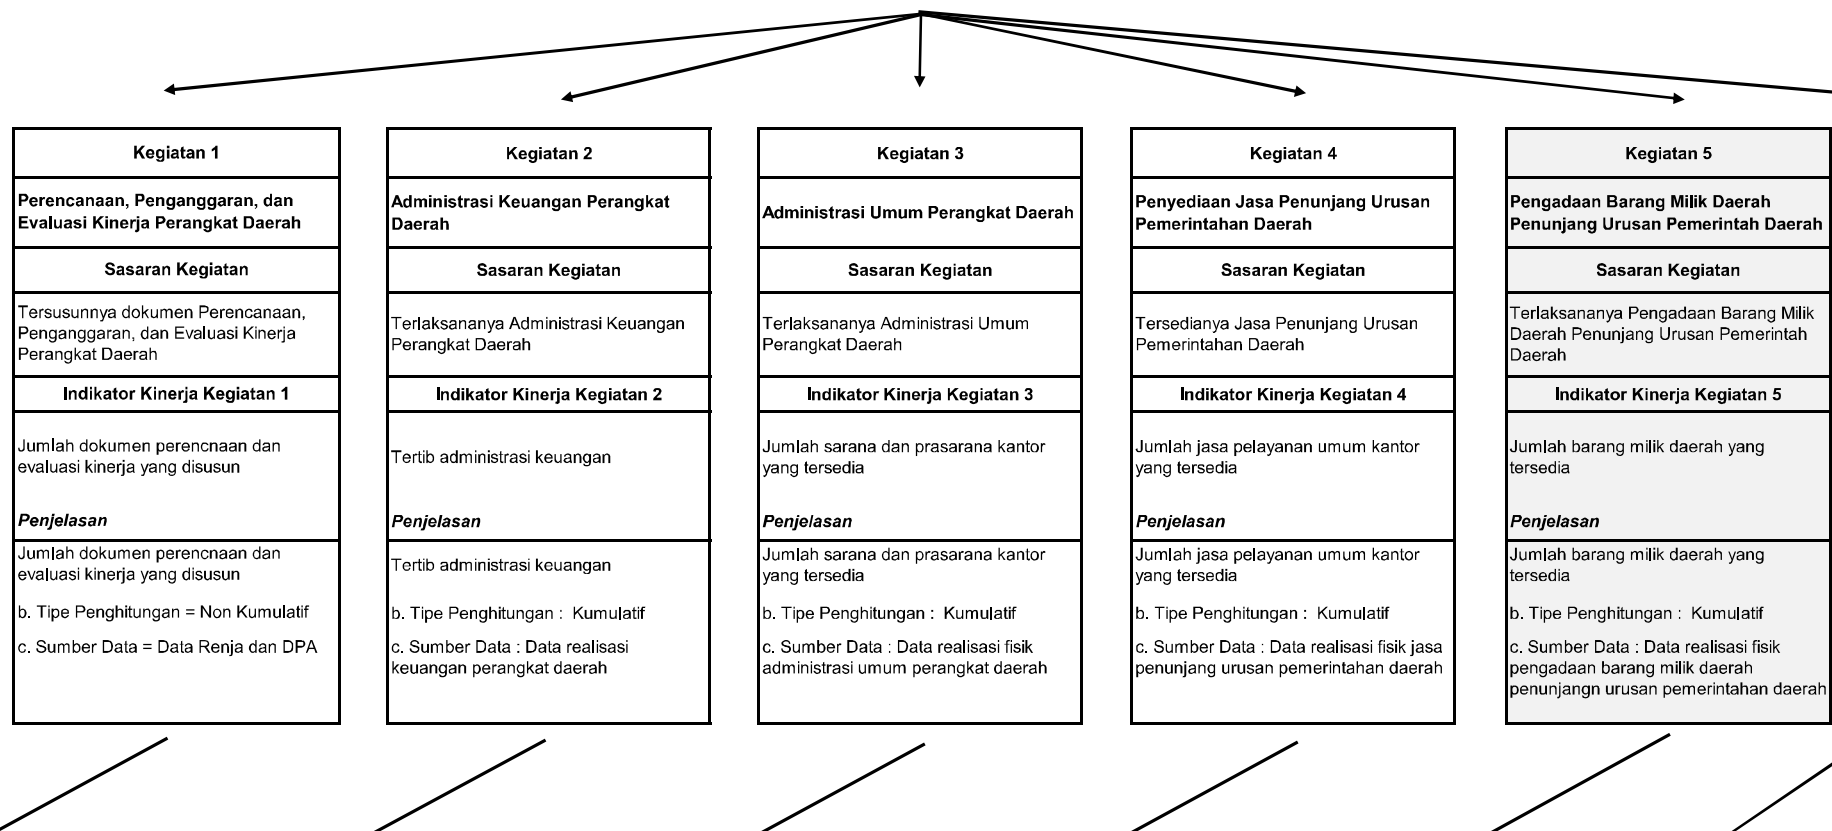 Kegiatan 1
Perencanaan, Penganggaran, dan
Evaluasi Kinerja Perangkat Daerah
Sasaran Kegiatan
Tersusunnya dokumen Perencanaan,
Penganggaran, dan Evaluasi Kinerja
Perangkat Daerah
Indikator Kinerja Kegiatan 1
Jumlah dokumen perencnaan dan
evaluasi kinerja yang disusun
Penjelasan
Jumlah dokumen perencnaan dan
evaluasi kinerja yang disusun
b. Tipe Penghitungan = Non Kumulatif
c. Sumber Data = Data Renja dan DPA
Kegiatan 2
Administrasi Keuangan Perangkat
Daerah
Sasaran Kegiatan
Terlaksananya Administrasi Keuangan
Perangkat Daerah
Indikator Kinerja Kegiatan 2
Tertib administrasi keuangan
Penjelasan
Tertib administrasi keuangan
b. Tipe Penghitungan :  Kumulatif
c. Sumber Data : Data realisasi
keuangan perangkat daerah
Kegiatan 3
Administrasi Umum Perangkat Daerah
Sasaran Kegiatan
Terlaksananya Administrasi Umum
Perangkat Daerah
Indikator Kinerja Kegiatan 3
Jumlah sarana dan prasarana kantor
yang tersedia
Penjelasan
Jumlah sarana dan prasarana kantor
yang tersedia
b. Tipe Penghitungan :  Kumulatif
c. Sumber Data : Data realisasi fisik
administrasi umum perangkat daerah
Kegiatan 4
Penyediaan Jasa Penunjang Urusan
Pemerintahan Daerah
Sasaran Kegiatan
Tersedianya Jasa Penunjang Urusan
Pemerintahan Daerah
Indikator Kinerja Kegiatan 4
Jumlah jasa pelayanan umum kantor
yang tersedia
Penjelasan
Jumlah jasa pelayanan umum kantor
yang tersedia
b. Tipe Penghitungan :  Kumulatif
c. Sumber Data : Data realisasi fisik jasa
penunjang urusan pemerintahan daerah
Kegiatan 5
Pengadaan Barang Milik Daerah
Penunjang Urusan Pemerintah Daerah
Sasaran Kegiatan
Terlaksananya Pengadaan Barang Milik
Daerah Penunjang Urusan Pemerintah
Daerah
Indikator Kinerja Kegiatan 5
Jumlah barang milik daerah yang
tersedia
Penjelasan
Jumlah barang milik daerah yang
tersedia
b. Tipe Penghitungan :  Kumulatif
c. Sumber Data : Data realisasi fisik
pengadaan barang milik daerah
penunjangn urusan pemerintahan daerah